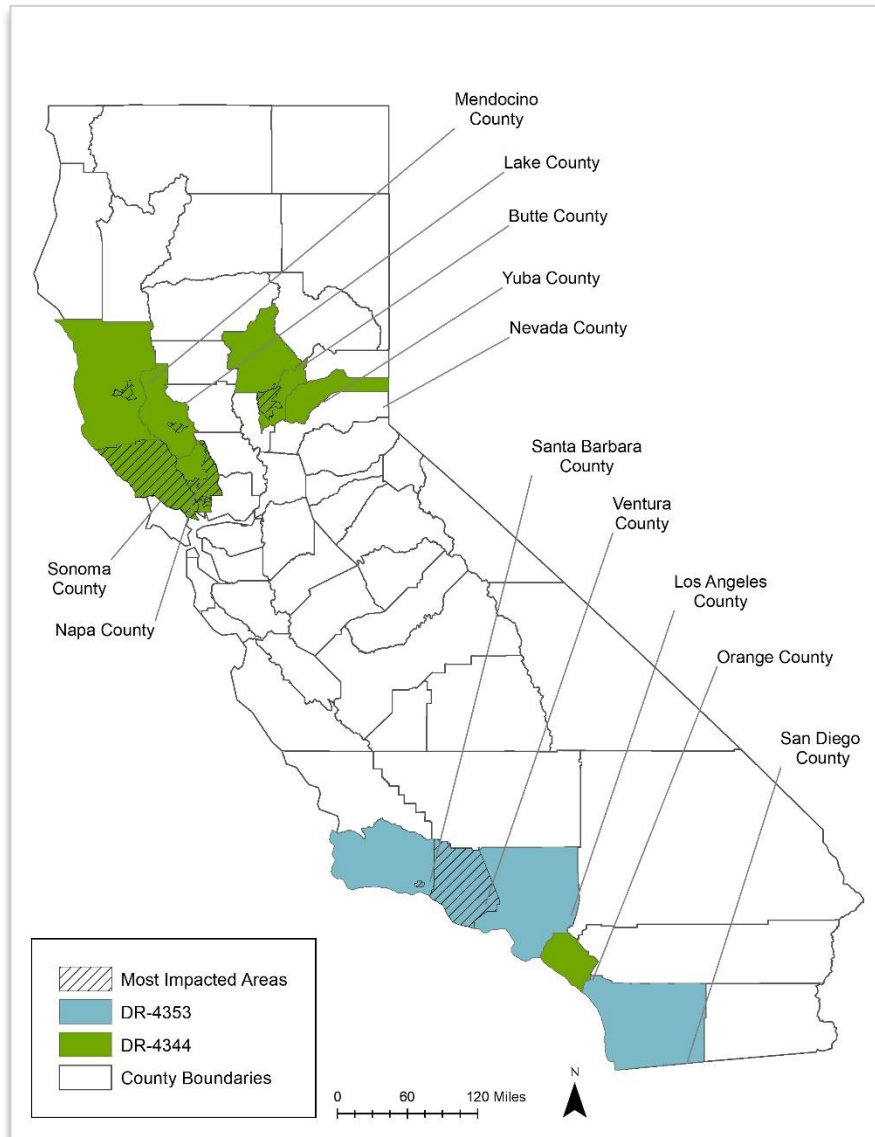 Mendocino
County
Lake County
Butte County
Yuba County
Nevada County
Santa Barbara
County
Ventura
County
Los Angeles
County
Orange County
San Diego
County
Sonoma
County
Napa County
Most Impacted Areas
DR-4353
DR-4344
County Boundaries
0 60 120 Miles
N